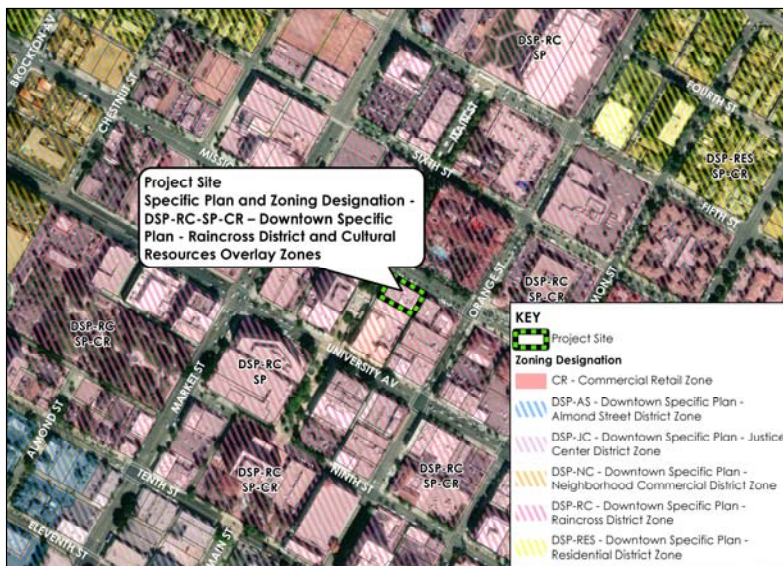 DSP-RC
SP
BROCKTON AV
CHESTNUT ST
FOURTH ST
SIXTH ST
DSP-RES
SP-CR
FIFTH ST
Project Site
Specific Plan and Zoning Designation -
DSP-RC-SP-CR – Downtown Specific
Plan - Raincross District and Cultural
Resources Overlay Zones
ORANGE ST
DSP-RC
SP-CR
DSP-RC
SP-CR
MARKET ST
DSP-RC
SP
UNIVERSITY AV
ALMOND ST
DSP-RC
SP-CR
NINTH ST
DSP-RC
SP-CR
TENTH ST
ELEVENTH ST
MAIN ST
KEY
Project Site
Zoning Designation
CR - Commercial Retail Zone
DSP-AS - Downtown Specific Plan -
Almond Street District Zone
DSP-JC - Downtown Specific Plan - Justice
Center District Zone
DSP-NC - Downtown Specific Plan -
Neighborhood Commercial District Zone
DSP-RC - Downtown Specific Plan -
Raincross District Zone
DSP-RES - Downtown Specific Plan -
Residential District Zone